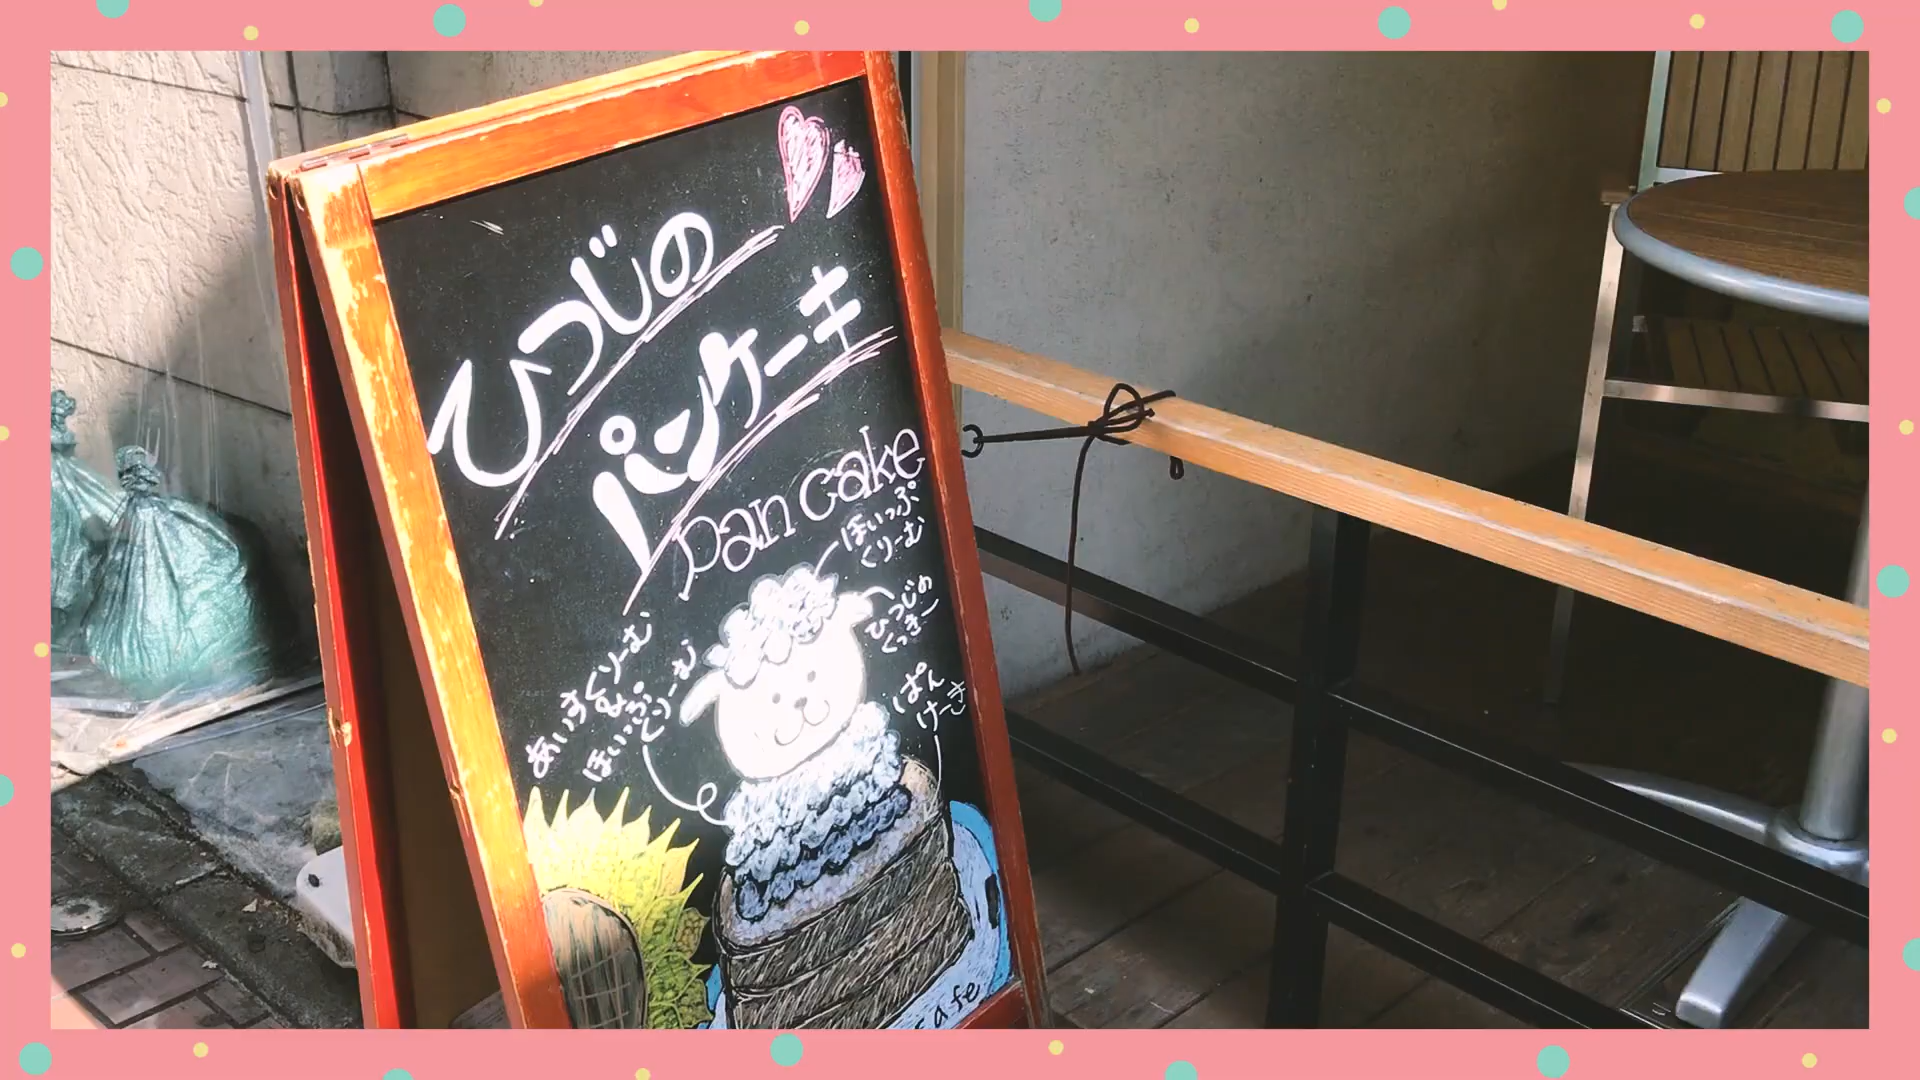 ひつじの
パンケーキ
pan cake
ほいっぷ
くりーむ
ひつじの
くっきー
ぱん
けーき
あいすくりーむ
ほいっぷくりーむ
cafe